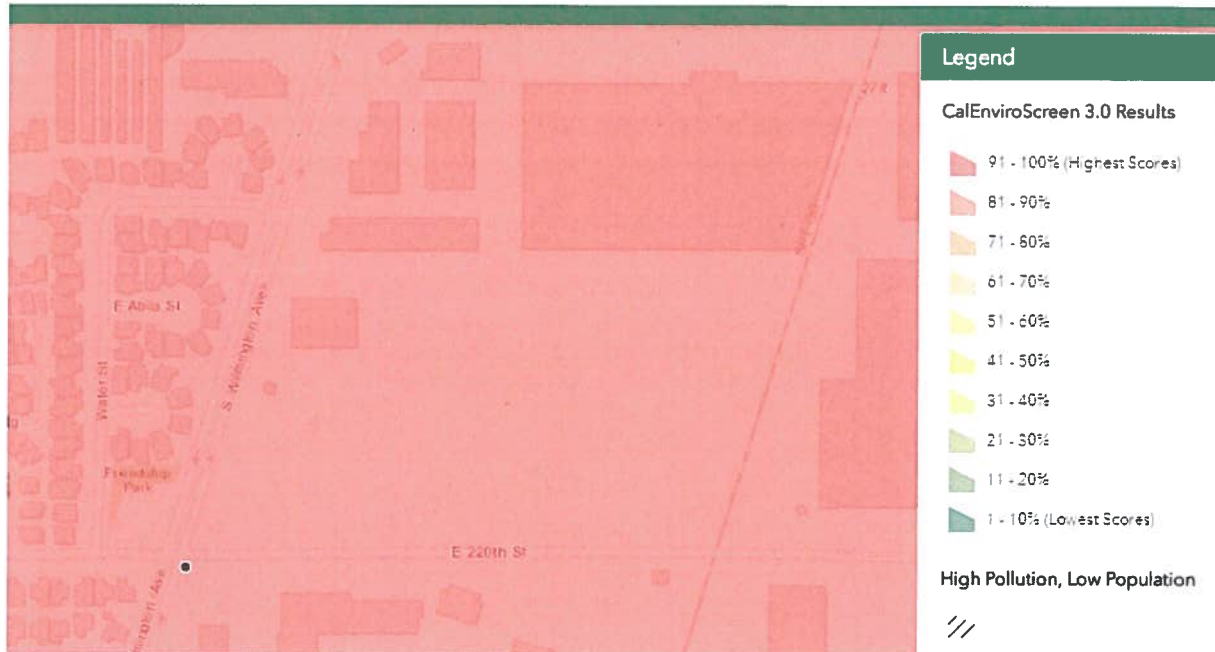 Legend
CalEnviroScreen 3.0 Results
91 - 100% (Highest Scores)
81 - 90%
71 - 80%
61 - 70%
51 - 60%
41 - 50%
31 - 40%
21 - 30%
11 - 20%
1 - 10% (Lowest Scores)
High Pollution, Low Population
E Abila St
S Wilmington Ave
Water St
Friendship
Park
E 220th St
27 ft